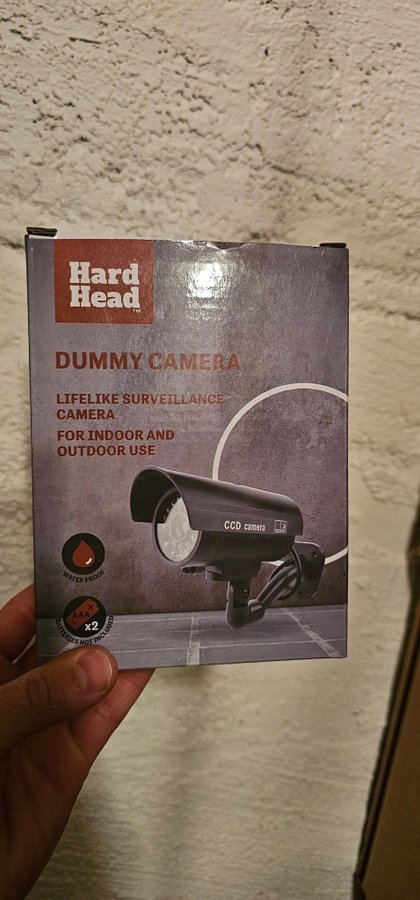 Hard
Head
TM
DUMMY CAMERA
LIFELIKE SURVEILLANCE
CAMERA
FOR INDOOR AND
OUTDOOR USE
CCD camera
WATER PROOF
AAA
x2
BATTERIES NOT INCLUDED